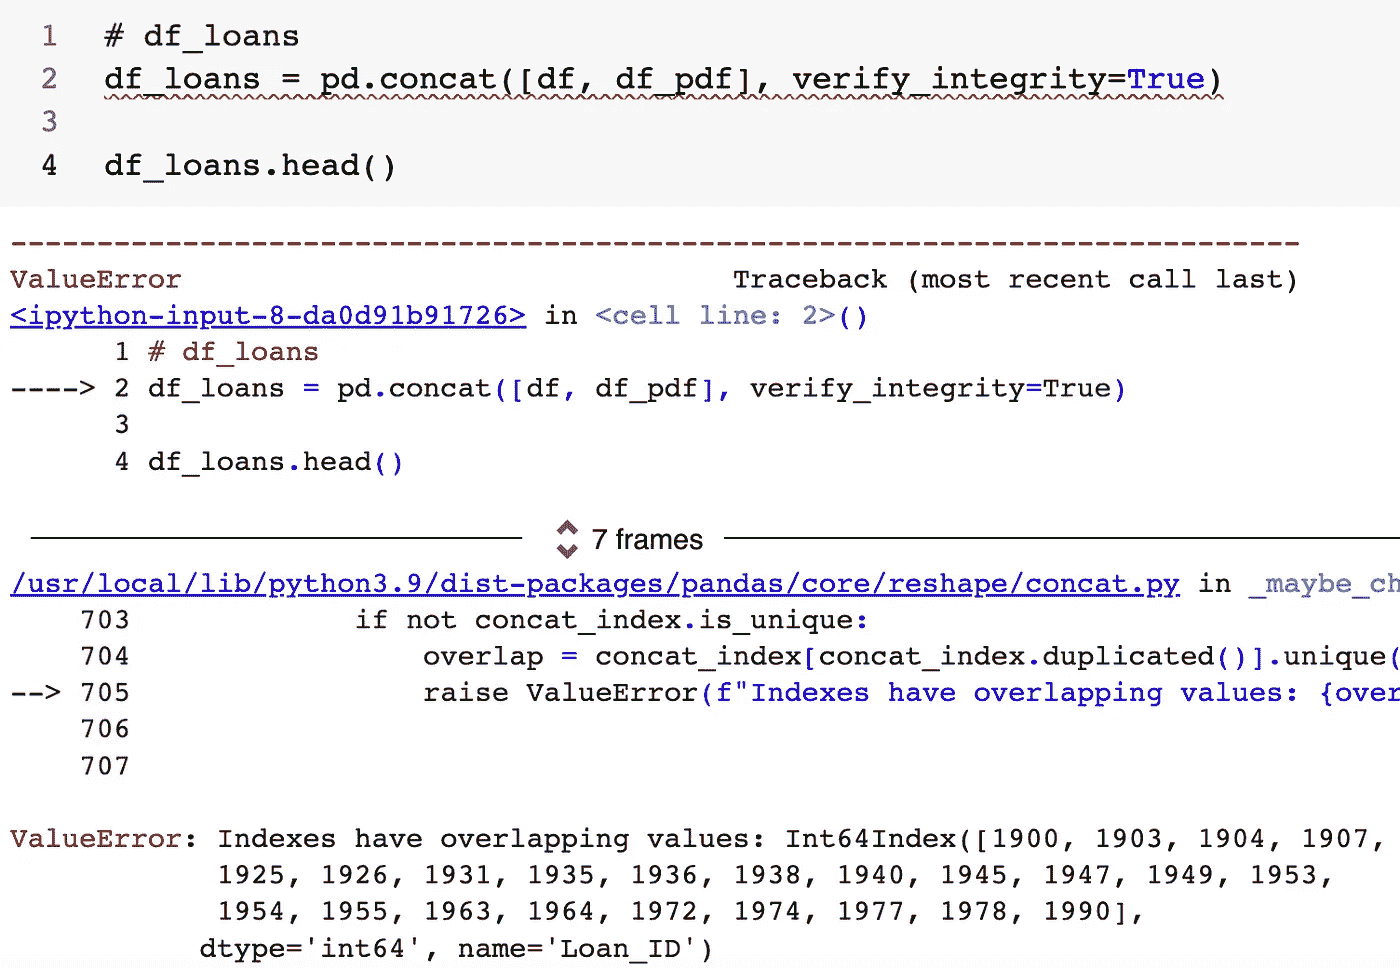 1 # df_loans
2 df_loans = pd.concat([df, df_pdf], verify_integrity=True)
3
4 df_loans.head()
---------------------------------------------------------------------------
ValueError Traceback (most recent call last)
<ipython-input-8-da0d91b91726> in <cell line: 2>()
1 # df_loans
----> 2 df_loans = pd.concat([df, df_pdf], verify_integrity=True)
3
4 df_loans.head()
7 frames
/usr/local/lib/python3.9/dist-packages/pandas/core/reshape/concat.py in _maybe_ch
703 if not concat_index.is_unique:
704 overlap = concat_index[concat_index.duplicated()].unique(
--> 705 raise ValueError(f"Indexes have overlapping values: {over
706
707
ValueError: Indexes have overlapping values: Int64Index([1900, 1903, 1904, 1907,
1925, 1926, 1931, 1935, 1936, 1938, 1940, 1945, 1947, 1949, 1953,
1954, 1955, 1963, 1964, 1972, 1974, 1977, 1978, 1990],
dtype='int64', name='Loan_ID')